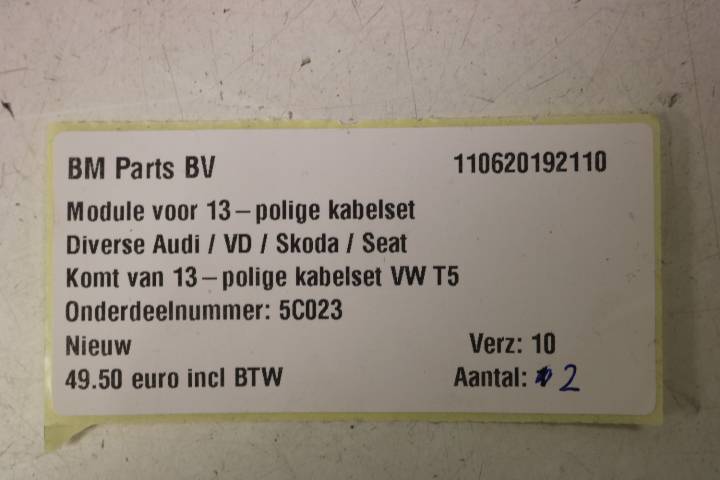 BM Parts BV 110620192110
Module voor 13-polige kabelset
Diverse Audi / VD / Skoda / Seat
Komt van 13-polige kabelset VW T5
Onderdeelnummer: 5C023
Nieuw Verz: 10
49.50 euro incl BTW Aantal: 2